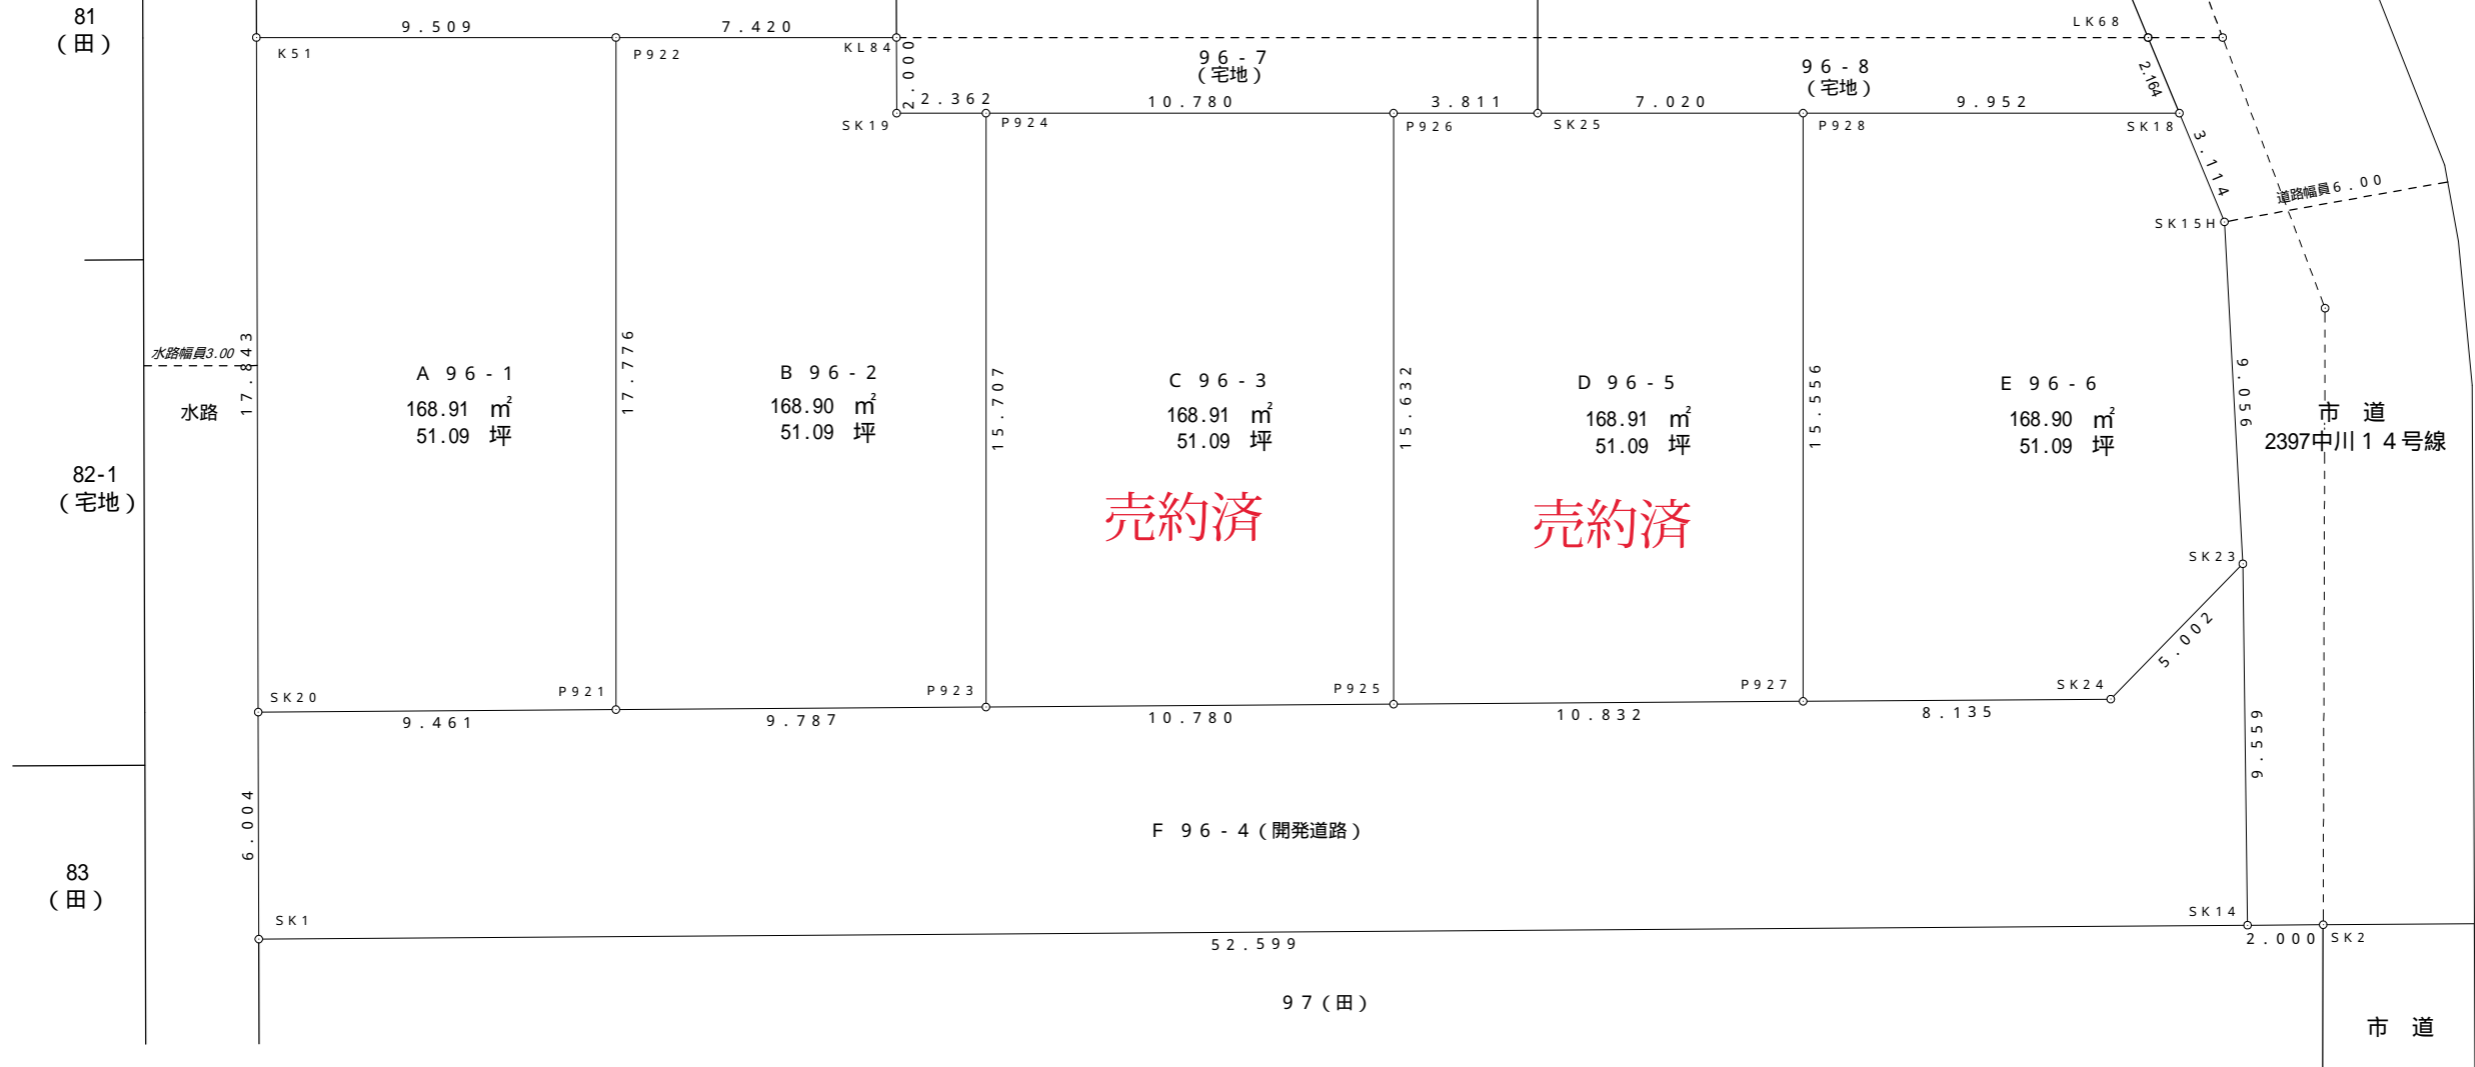 81
（田）
9.509
7.420
K51
P922
KL84
2.000
96-7
（宅地）
96-8
（宅地）
LK68
2.164
2.362
10.780
3.811
7.020
9.952
SK19
P924
P926
SK25
P928
SK18
3.114
道路幅員6.00
SK15H
水路幅員3.00
水路
17.843
17.776
15.707
15.632
15.556
9.056
A 96-1
168.91 ㎡
51.09 坪
B 96-2
168.90 ㎡
51.09 坪
C 96-3
168.91 ㎡
51.09 坪
売約済
D 96-5
168.91 ㎡
51.09 坪
売約済
E 96-6
168.90 ㎡
51.09 坪
市　道
2397中川１４号線
82-1
（宅地）
SK23
5.002
SK20
P921
P923
P925
P927
SK24
9.461
9.787
10.780
10.832
8.135
9.559
6.004
F 96-4（開発道路）
83
（田）
SK1
SK14
52.599
2.000
SK2
97（田）
市　道